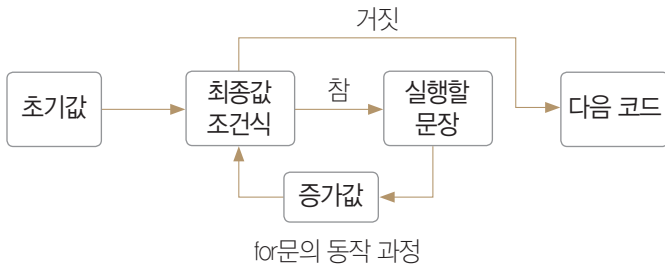 거짓
초기값
최종값
조건식
참
실행할
문장
다음 코드
증가값
for문의 동작 과정